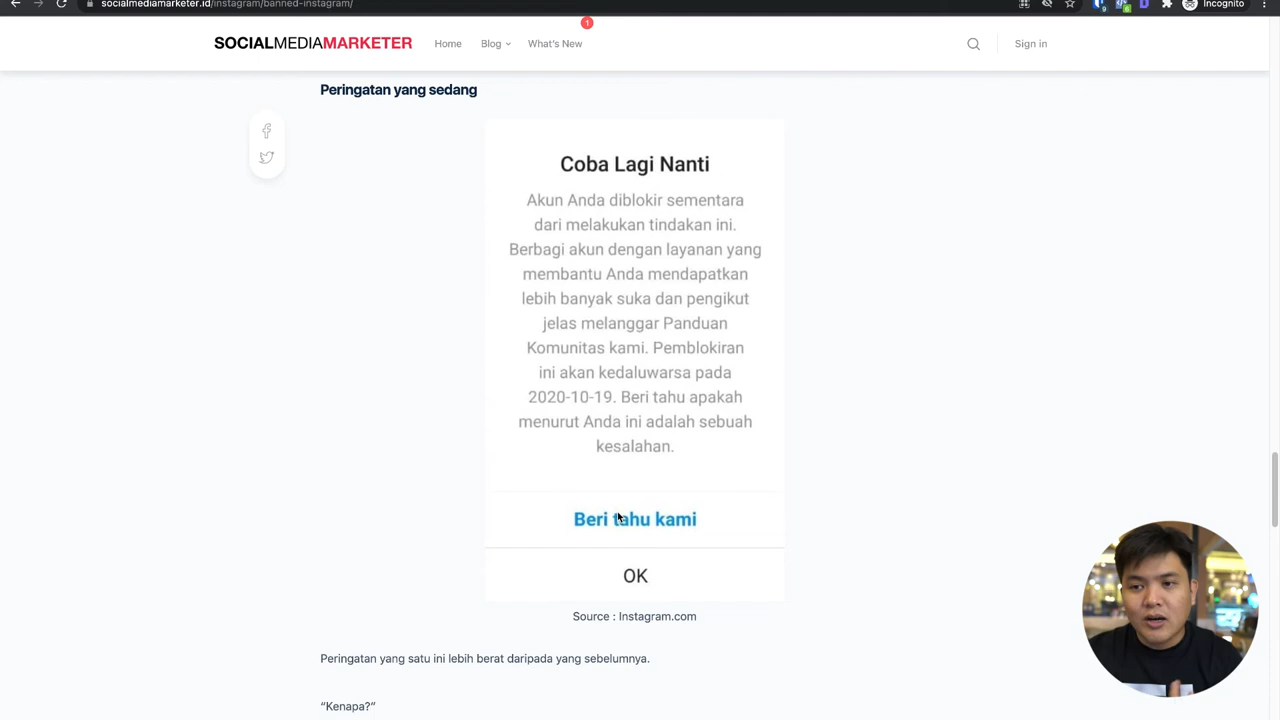 socialmediamarketer.id/instagram/banned-instagram/
Incognito
1
SOCIALMEDIAMARKETER
Home
Blog
What's New
Sign in
Peringatan yang sedang
Coba Lagi Nanti
Akun Anda diblokir sementara
dari melakukan tindakan ini.
Berbagi akun dengan layanan yang
membantu Anda mendapatkan
lebih banyak suka dan pengikut
jelas melanggar Panduan
Komunitas kami. Pemblokiran
ini akan kedaluwarsa pada
2020-10-19. Beri tahu apakah
menurut Anda ini adalah sebuah
kesalahan.
Beri tahu kami
OK
Source : Instagram.com
Peringatan yang satu ini lebih berat daripada yang sebelumnya.
“Kenapa?”